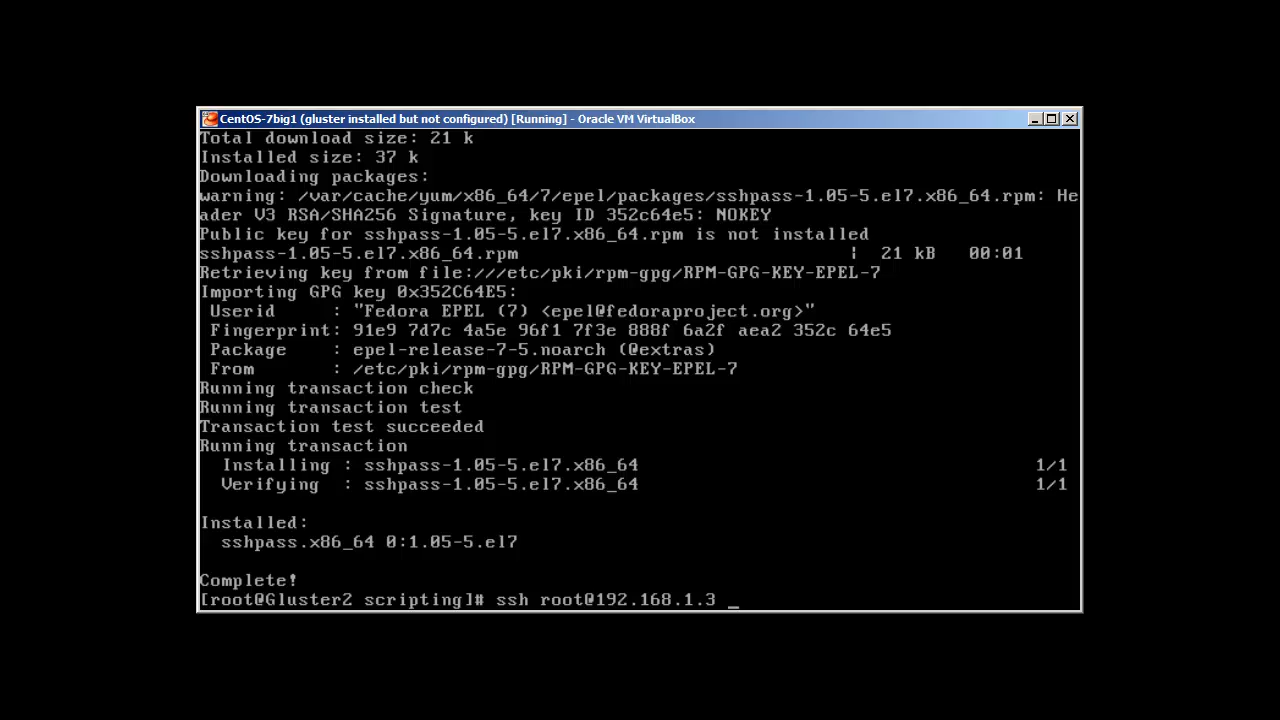 CentOS-7big1 (gluster installed but not configured) [Running] - Oracle VM VirtualBox
Total download size: 21 k
Installed size: 37 k
Downloading packages:
warning: /var/cache/yum/x86_64/7/epel/packages/sshpass-1.05-5.el7.x86_64.rpm: He
ader V3 RSA/SHA256 Signature, key ID 352c64e5: NOKEY
Public key for sshpass-1.05-5.el7.x86_64.rpm is not installed
sshpass-1.05-5.el7.x86_64.rpm | 21 kB 00:01
Retrieving key from file:///etc/pki/rpm-gpg/RPM-GPG-KEY-EPEL-7
Importing GPG key 0x352C64E5:
Userid : "Fedora EPEL (7) <epel@fedoraproject.org>"
Fingerprint: 91e9 7d7c 4a5e 96f1 7f3e 888f 6a2f aea2 352c 64e5
Package : epel-release-7-5.noarch (@extras)
From : /etc/pki/rpm-gpg/RPM-GPG-KEY-EPEL-7
Running transaction check
Running transaction test
Transaction test succeeded
Running transaction
Installing : sshpass-1.05-5.el7.x86_64 1/1
Verifying : sshpass-1.05-5.el7.x86_64 1/1
Installed:
sshpass.x86_64 0:1.05-5.el7
Complete!
[root@Gluster2 scripting]# ssh root@192.168.1.3 _